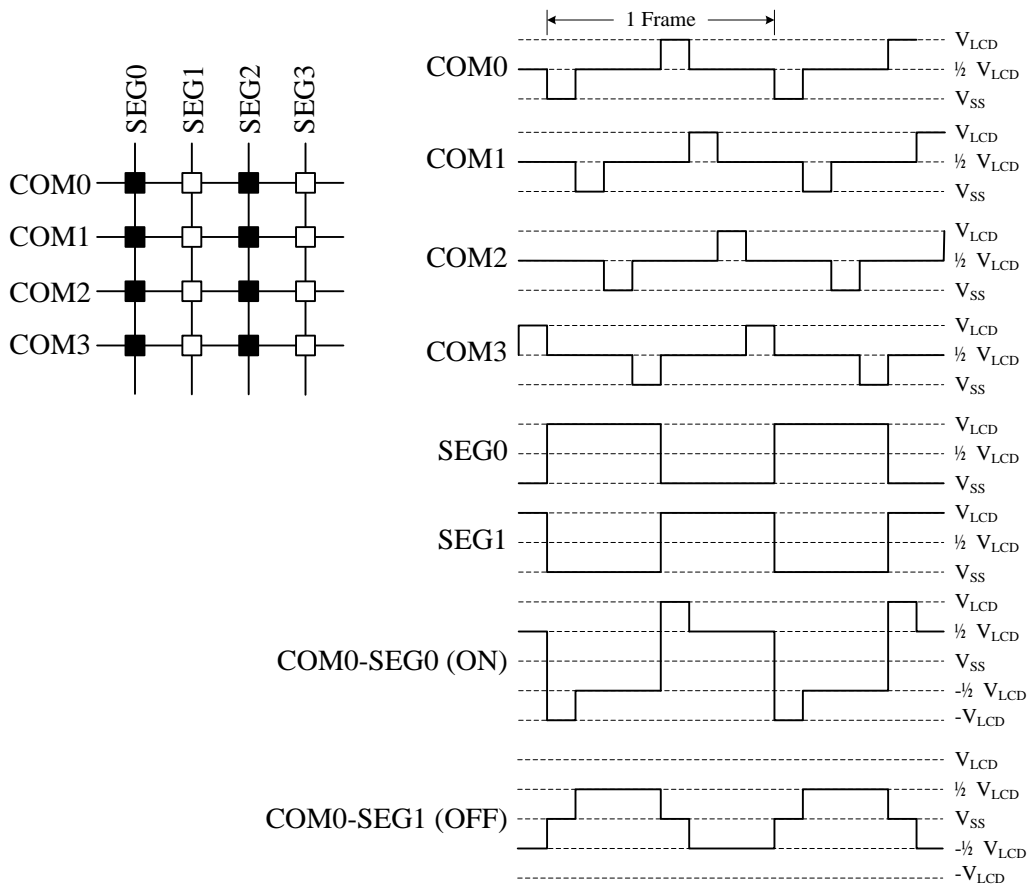 1 Frame
SEG0
SEG1
SEG2
SEG3
COM0
COM1
COM2
COM3
COM0
V_LCD
½ V_LCD
V_SS
COM1
V_LCD
½ V_LCD
V_SS
COM2
V_LCD
½ V_LCD
V_SS
COM3
V_LCD
½ V_LCD
V_SS
SEG0
V_LCD
½ V_LCD
V_SS
SEG1
V_LCD
½ V_LCD
V_SS
COM0-SEG0 (ON)
V_LCD
½ V_LCD
V_SS
-½ V_LCD
-V_LCD
COM0-SEG1 (OFF)
V_LCD
½ V_LCD
V_SS
-½ V_LCD
-V_LCD